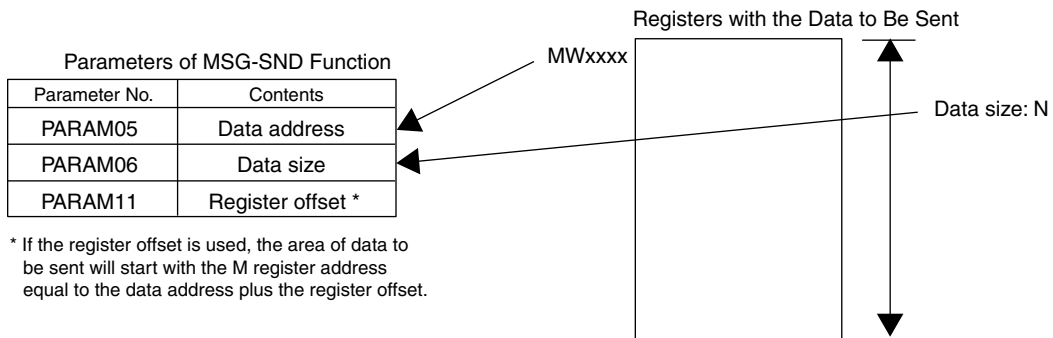 Registers with the Data to Be Sent
MWxxxx
Parameters of MSG-SND Function
Parameter No. Contents
PARAM05 Data address
PARAM06 Data size
PARAM11 Register offset *
Data size: N
* If the register offset is used, the area of data to
be sent will start with the M register address
equal to the data address plus the register offset.